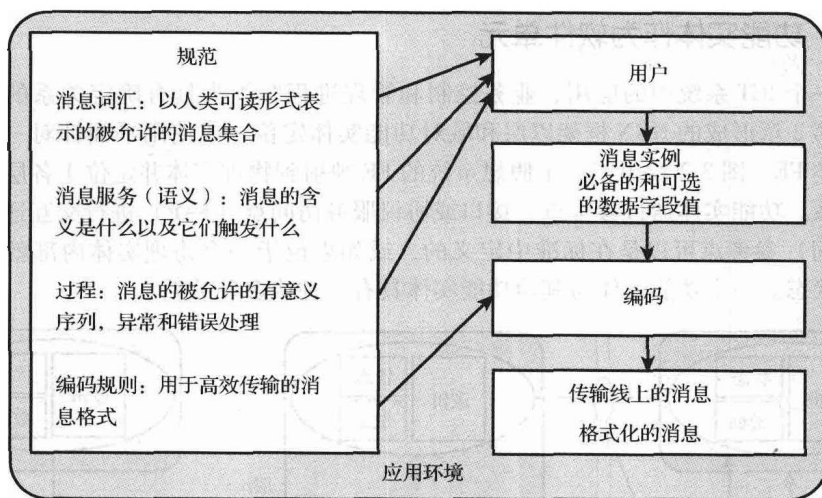 规范
消息词汇：以人类可读形式表
示的被允许的消息集合
消息服务（语义）：消息的含
义是什么以及它们触发什么
过程：消息的被允许的有意义
序列，异常和错误处理
编码规则：用于高效传输的消
息格式
用户
消息实例
必备的和可选
的数据字段值
编码
传输线上的消息
格式化的消息
应用环境